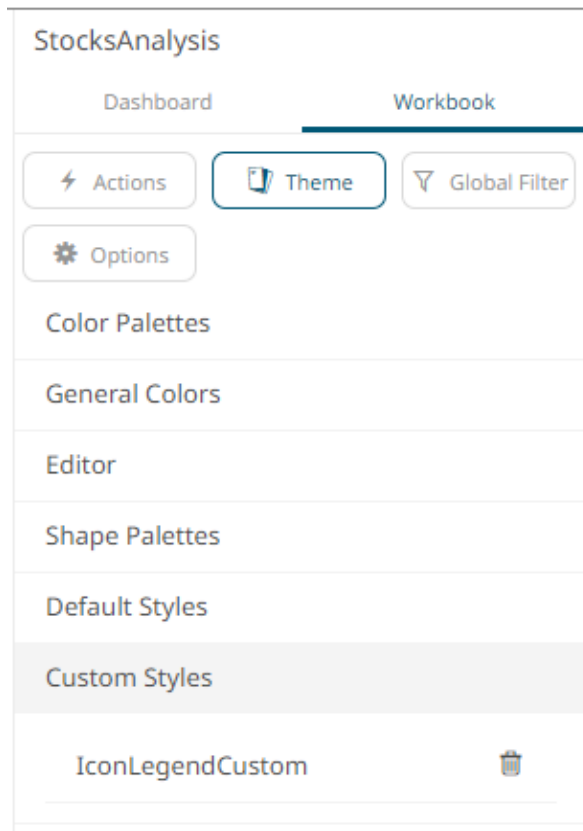 StocksAnalysis
Dashboard Workbook
Actions Theme Global Filter
Options
Color Palettes
General Colors
Editor
Shape Palettes
Default Styles
Custom Styles
IconLegendCustom